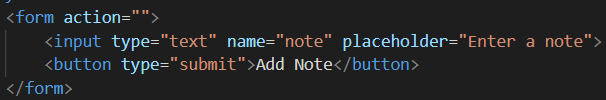 <form action="">
<input type="text" name="note" placeholder="Enter a note">
<button type="submit">Add Note</button>
</form>